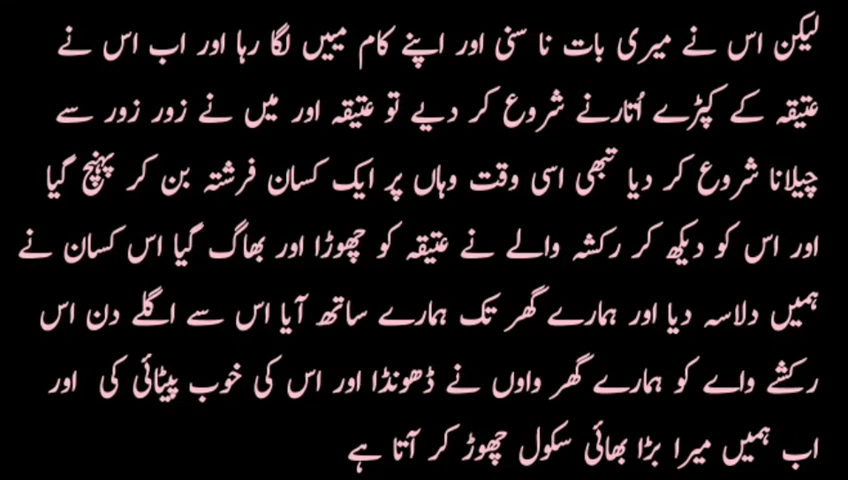 لیکن اس نے میری بات نا سنی اور اپنے کام میں لگا رہا اور اب اس نے
عتیقہ کے کپڑے اُتارنے شروع کر دیے تو عتیقہ اور میں نے زور زور سے
چیلانا شروع کر دیا تبھی اسی وقت وہاں پر ایک کسان فرشتہ بن کر پہنچ گیا
اور اس کو دیکھ کر رکشہ والے نے عتیقہ کو چھوڑا اور بھاگ گیا اس کسان نے
ہمیں دلاسہ دیا اور ہمارے گھر تک ہمارے ساتھ آیا اس سے اگلے دن اس
رکشے واے کو ہمارے گھر واوں نے ڈھونڈا اور اس کی خوب پیٹائی کی اور
اب ہمیں میرا بڑا بھائی سکول چھوڑ کر آتا ہے